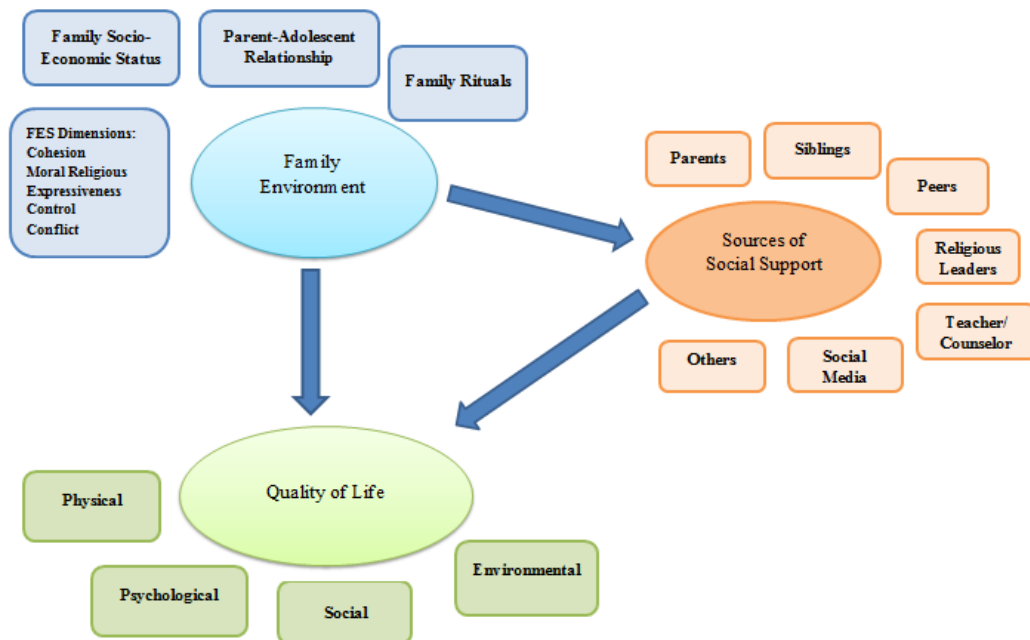 Family Socio-
Economic Status
Parent-Adolescent
Relationship
Family Rituals
FES Dimensions:
Cohesion
Moral Religious
Expressiveness
Control
Conflict
Family
Environment
Parents
Siblings
Peers
Sources of
Social Support
Religious
Leaders
Teacher/
Counselor
Social
Media
Others
Quality of Life
Physical
Psychological
Social
Environmental